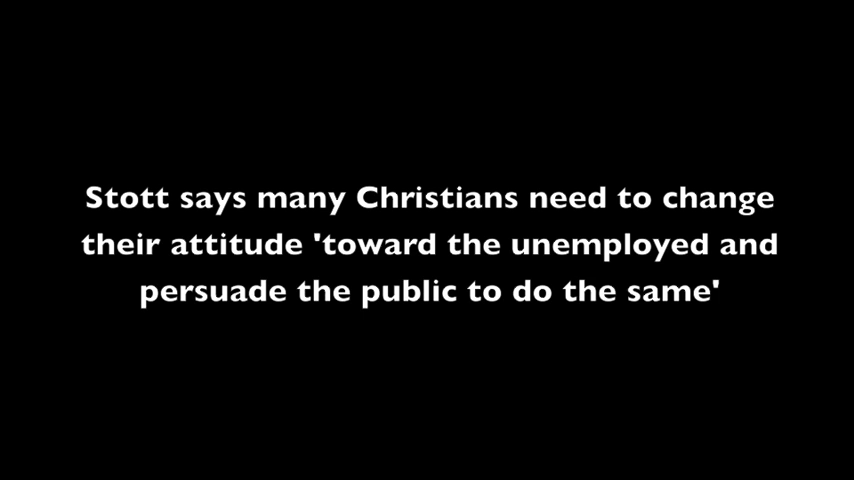 Stott says many Christians need to change
their attitude 'toward the unemployed and
persuade the public to do the same'